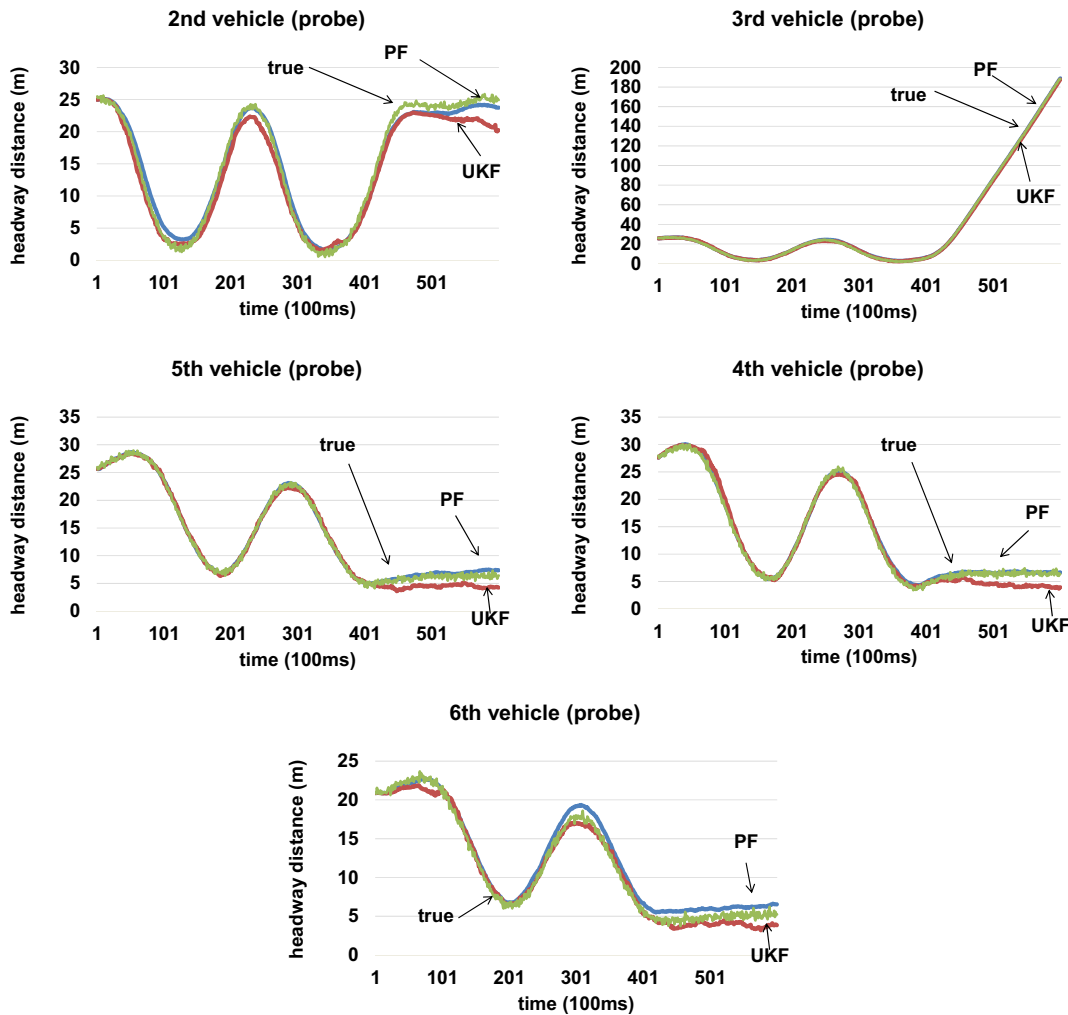 2nd vehicle (probe)
headway distance (m)
30
25
20
15
10
5
0
1 101 201 301 401 501
time (100ms)
true
PF
UKF
3rd vehicle (probe)
headway distance (m)
200
180
160
140
120
100
80
60
40
20
0
1 101 201 301 401 501
time (100ms)
PF
true
UKF
5th vehicle (probe)
headway distance (m)
35
30
25
20
15
10
5
0
1 101 201 301 401 501
time (100ms)
true
PF
UKF
4th vehicle (probe)
headway distance (m)
35
30
25
20
15
10
5
0
1 101 201 301 401 501
time (100ms)
true
PF
UKF
6th vehicle (probe)
headway distance (m)
25
20
15
10
5
0
1 101 201 301 401 501
time (100ms)
true
PF
UKF